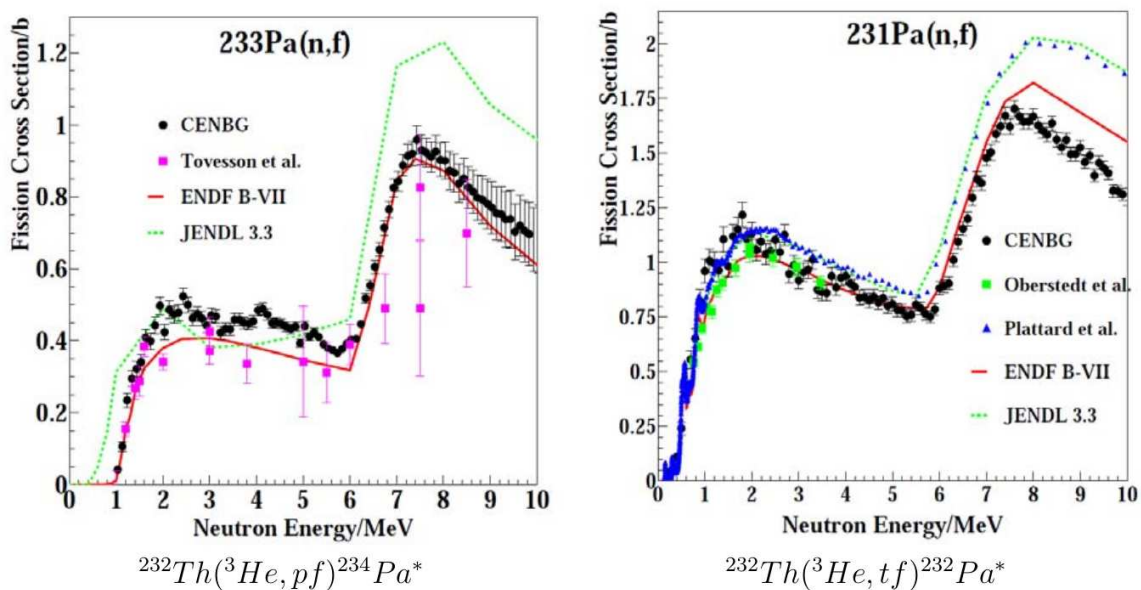 Fission Cross Section/b
1.2
1
0.8
0.6
0.4
0.2
0
233Pa(n,f)
CENBG
Tovesson et al.
ENDF B-VII
JENDL 3.3
0 1 2 3 4 5 6 7 8 9 10
Neutron Energy/MeV
²³²Th(³He, pf)²³⁴Pa*
Fission Cross Section/b
2
1.75
1.5
1.25
1
0.75
0.5
0.25
0
231Pa(n,f)
CENBG
Oberstedt et al.
Plattard et al.
ENDF B-VII
JENDL 3.3
0 1 2 3 4 5 6 7 8 9 10
Neutron Energy/MeV
²³²Th(³He, tf)²³²Pa*